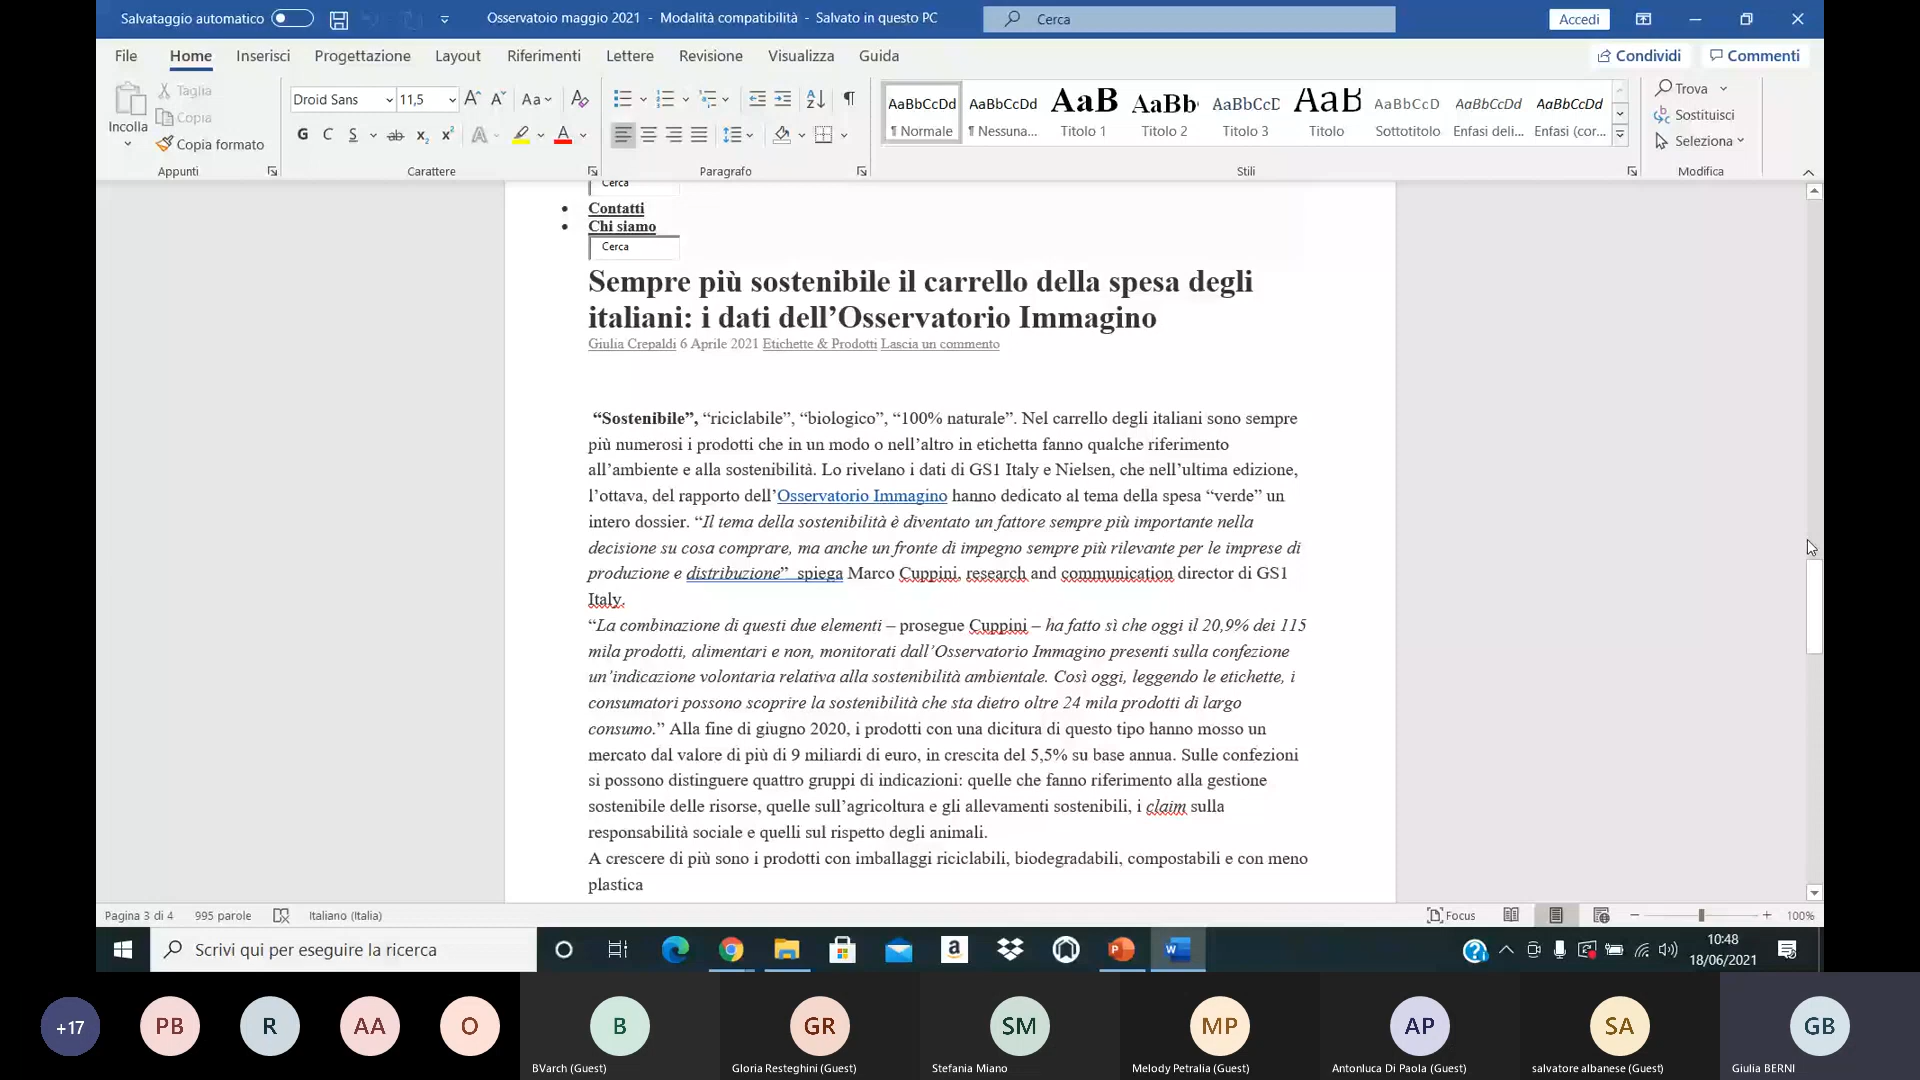 Salvataggio automatico
Osservatoio maggio 2021 - Modalità compatibilità - Salvato in questo PC
Cerca
Accedi
File Home Inserisci Progettazione Layout Riferimenti Lettere Revisione Visualizza Guida
Condividi
Commenti
Incolla
Taglia
Copia
Copia formato
Appunti
Droid Sans 11,5
Carattere
Paragrafo
AaBbCcDd AaBbCcDd AaB AaBb AaBbCcC AaB AaBbCcD AaBbCcDd AaBbCcDd
¶ Normale ¶ Nessuna... Titolo 1 Titolo 2 Titolo 3 Titolo Sottotitolo Enfasi deli... Enfasi (cor...
Stili
Trova
Sostituisci
Seleziona
Modifica
Cerca
• Contatti
• Chi siamo
Cerca
Sempre più sostenibile il carrello della spesa degli
italiani: i dati dell’Osservatorio Immagino
Giulia Crepaldi 6 Aprile 2021 Etichette & Prodotti Lascia un commento
“Sostenibile”, “riciclabile”, “biologico”, “100% naturale”. Nel carrello degli italiani sono sempre
più numerosi i prodotti che in un modo o nell’altro in etichetta fanno qualche riferimento
all’ambiente e alla sostenibilità. Lo rivelano i dati di GS1 Italy e Nielsen, che nell’ultima edizione,
l’ottava, del rapporto dell’Osservatorio Immagino hanno dedicato al tema della spesa “verde” un
intero dossier. “Il tema della sostenibilità è diventato un fattore sempre più importante nella
decisione su cosa comprare, ma anche un fronte di impegno sempre più rilevante per le imprese di
produzione e distribuzione” spiega Marco Cuppini, research and communication director di GS1
Italy.
“La combinazione di questi due elementi – prosegue Cuppini – ha fatto sì che oggi il 20,9% dei 115
mila prodotti, alimentari e non, monitorati dall’Osservatorio Immagino presenti sulla confezione
un’indicazione volontaria relativa alla sostenibilità ambientale. Così oggi, leggendo le etichette, i
consumatori possono scoprire la sostenibilità che sta dietro oltre 24 mila prodotti di largo
consumo.” Alla fine di giugno 2020, i prodotti con una dicitura di questo tipo hanno mosso un
mercato dal valore di più di 9 miliardi di euro, in crescita del 5,5% su base annua. Sulle confezioni
si possono distinguere quattro gruppi di indicazioni: quelle che fanno riferimento alla gestione
sostenibile delle risorse, quelle sull’agricoltura e gli allevamenti sostenibili, i claim sulla
responsabilità sociale e quelli sul rispetto degli animali.
A crescere di più sono i prodotti con imballaggi riciclabili, biodegradabili, compostabili e con meno
plastica
Pagina 3 di 4 995 parole Italiano (Italia)
Focus
100%
Scrivi qui per eseguire la ricerca
10:48
18/06/2021
+17 PB R AA O B GR SM MP AP SA GB
BVarch (Guest) Gloria Resteghini (Guest) Stefania Miano Melody Petralia (Guest) Antonluca Di Paola (Guest) salvatore albanese (Guest) Giulia BERNI